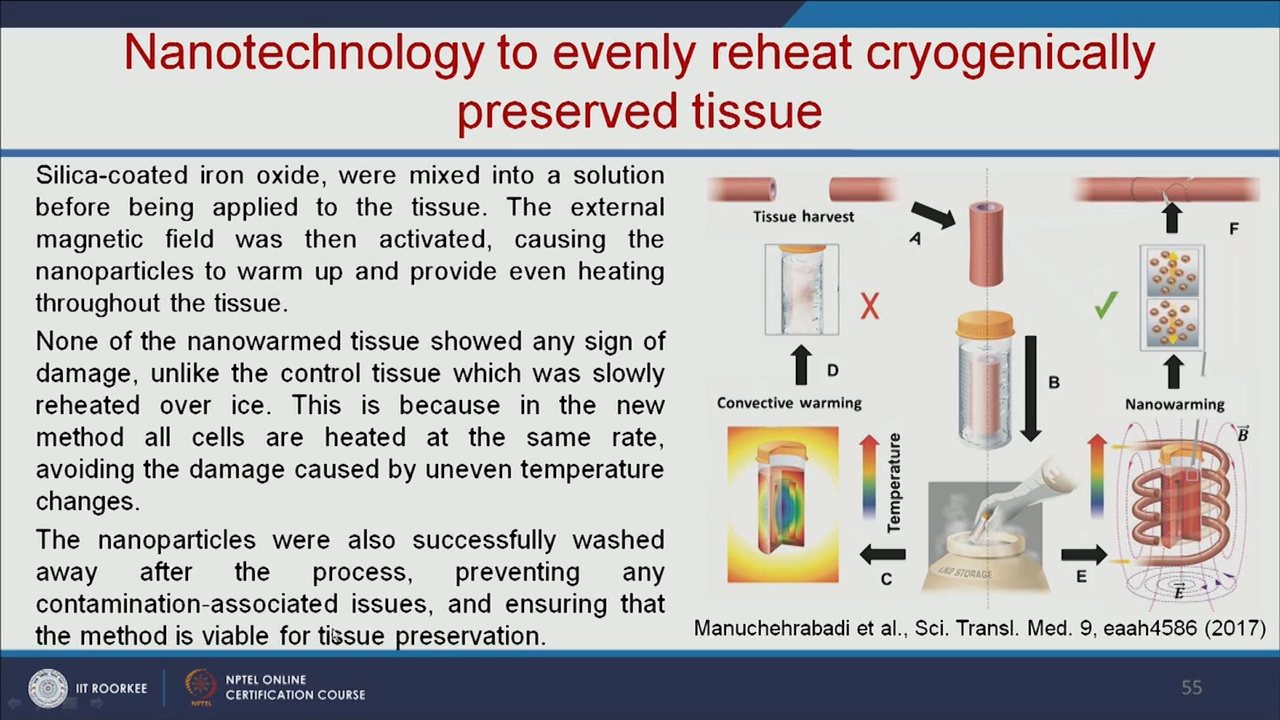 Nanotechnology to evenly reheat cryogenically
preserved tissue
Silica-coated iron oxide, were mixed into a solution
before being applied to the tissue. The external
magnetic field was then activated, causing the
nanoparticles to warm up and provide even heating
throughout the tissue.
None of the nanowarmed tissue showed any sign of
damage, unlike the control tissue which was slowly
reheated over ice. This is because in the new
method all cells are heated at the same rate,
avoiding the damage caused by uneven temperature
changes.
The nanoparticles were also successfully washed
away after the process, preventing any
contamination-associated issues, and ensuring that
the method is viable for tissue preservation.
Tissue harvest
A
F
X
✓
D
B
Convective warming
Nanowarming
Temperature
B
C
LN2 STORAGE
E
E
Manuchehrabadi et al., Sci. Transl. Med. 9, eaah4586 (2017)
IIT ROORKEE
NPTEL
NPTEL ONLINE
CERTIFICATION COURSE
55